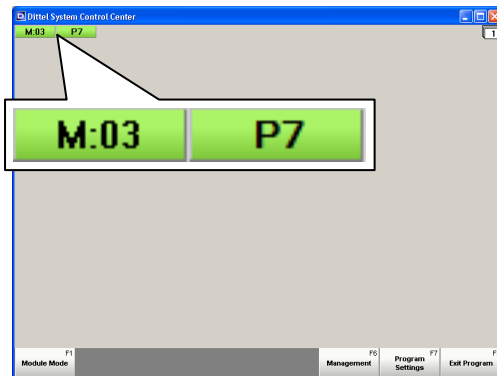 Dittel System Control Center
M:03 P7
1
M:03 P7
F1
Module Mode
F6
Management
F7
Program
Settings
F
Exit Program